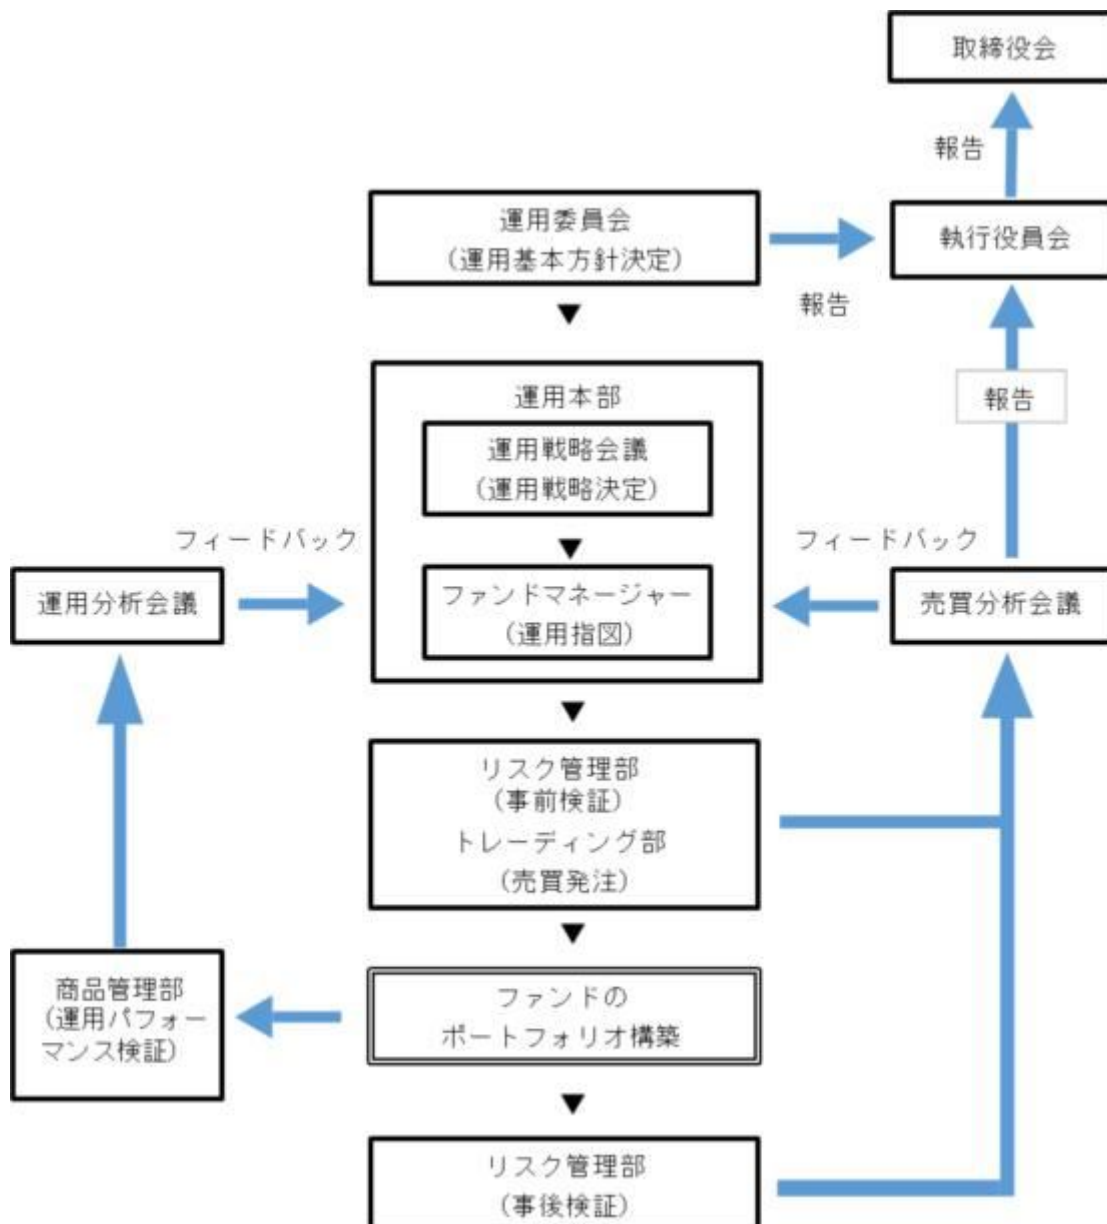 取締役会
報告
運用委員会
(運用基本方針決定)
執行役員会
報告
運用本部
報告
運用戦略会議
(運用戦略決定)
フィードバック
フィードバック
運用分析会議
ファンドマネージャー
(運用指図)
売買分析会議
リスク管理部
(事前検証)
トレーディング部
(売買発注)
商品管理部
(運用パフォー
マンス検証)
ファンドの
ポートフォリオ構築
リスク管理部
(事後検証)